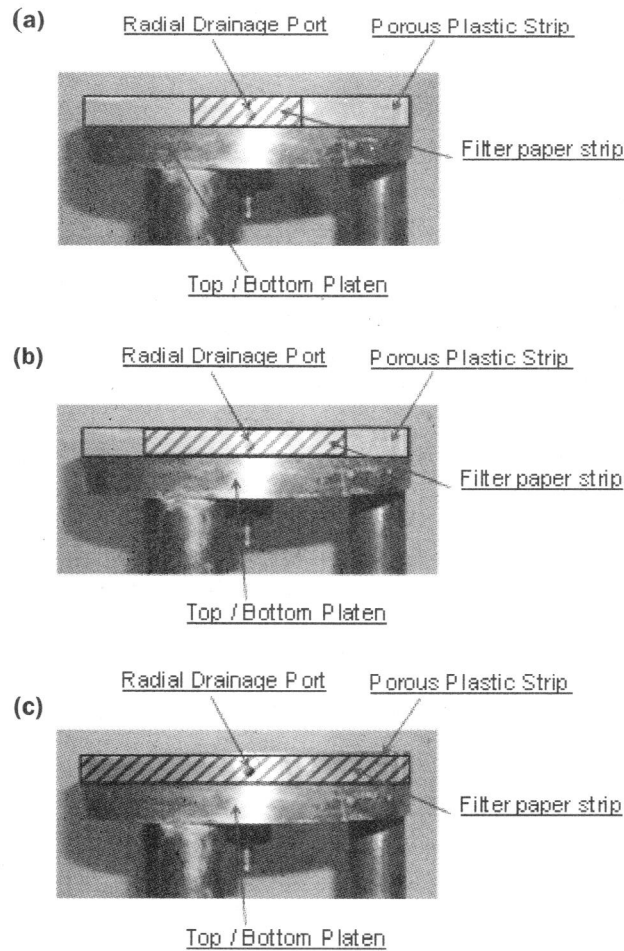 (a)
Radial Drainage Port
Porous Plastic Strip
Filter paper strip
Top / Bottom Platen
(b)
Radial Drainage Port
Porous Plastic Strip
Filter paper strip
Top / Bottom Platen
(c)
Radial Drainage Port
Porous Plastic Strip
Filter paper strip
Top / Bottom Platen